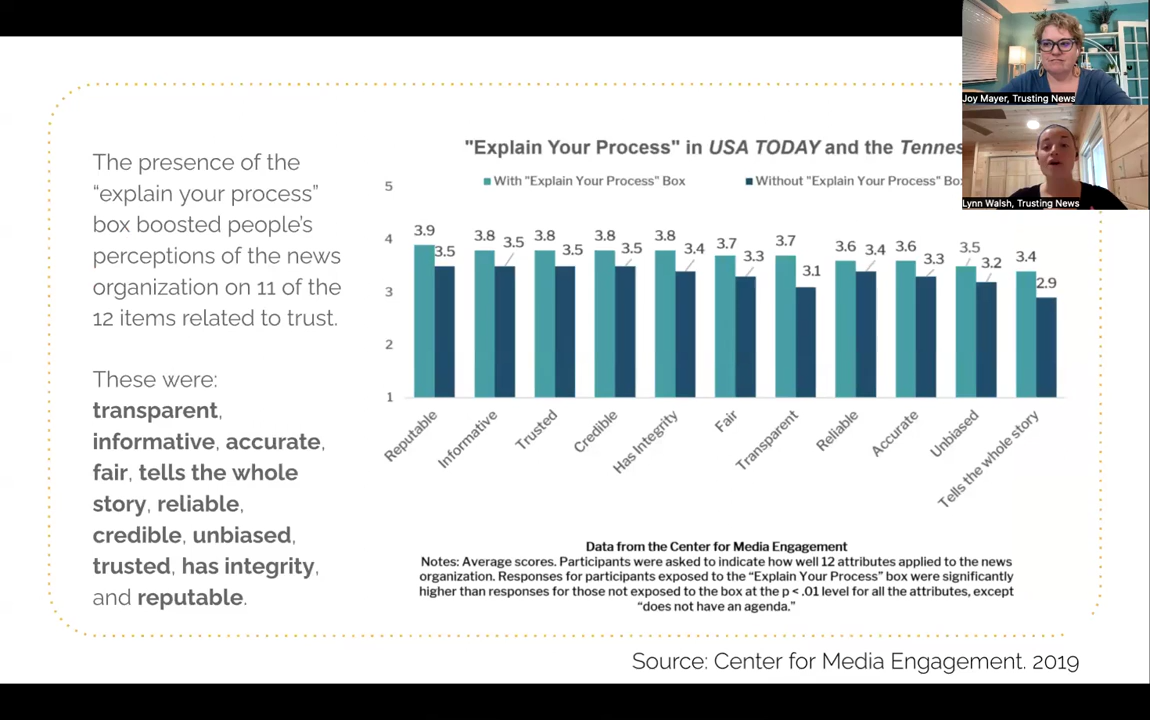 Joy Mayer, Trusting News
Lynn Walsh, Trusting News
The presence of the
“explain your process”
box boosted people’s
perceptions of the news
organization on 11 of the
12 items related to trust.
These were:
transparent,
informative, accurate,
fair, tells the whole
story, reliable,
credible, unbiased,
trusted, has integrity,
and reputable.
"Explain Your Process" in USA TODAY and the Tennes
With "Explain Your Process" Box
Without "Explain Your Process" Bo
5
4
3
2
1
3.9 3.5 3.8 3.5 3.8 3.5 3.8 3.5 3.8 3.4 3.7 3.3 3.7 3.1 3.6 3.4 3.6 3.3 3.5 3.2 3.4 2.9
Reputable
Informative
Trusted
Credible
Has Integrity
Fair
Transparent
Reliable
Accurate
Unbiased
Tells the whole story
Data from the Center for Media Engagement
Notes: Average scores. Participants were asked to indicate how well 12 attributes applied to the news
organization. Responses for participants exposed to the “Explain Your Process” box were significantly
higher than responses for those not exposed to the box at the p < .01 level for all the attributes, except
“does not have an agenda.”
Source: Center for Media Engagement. 2019